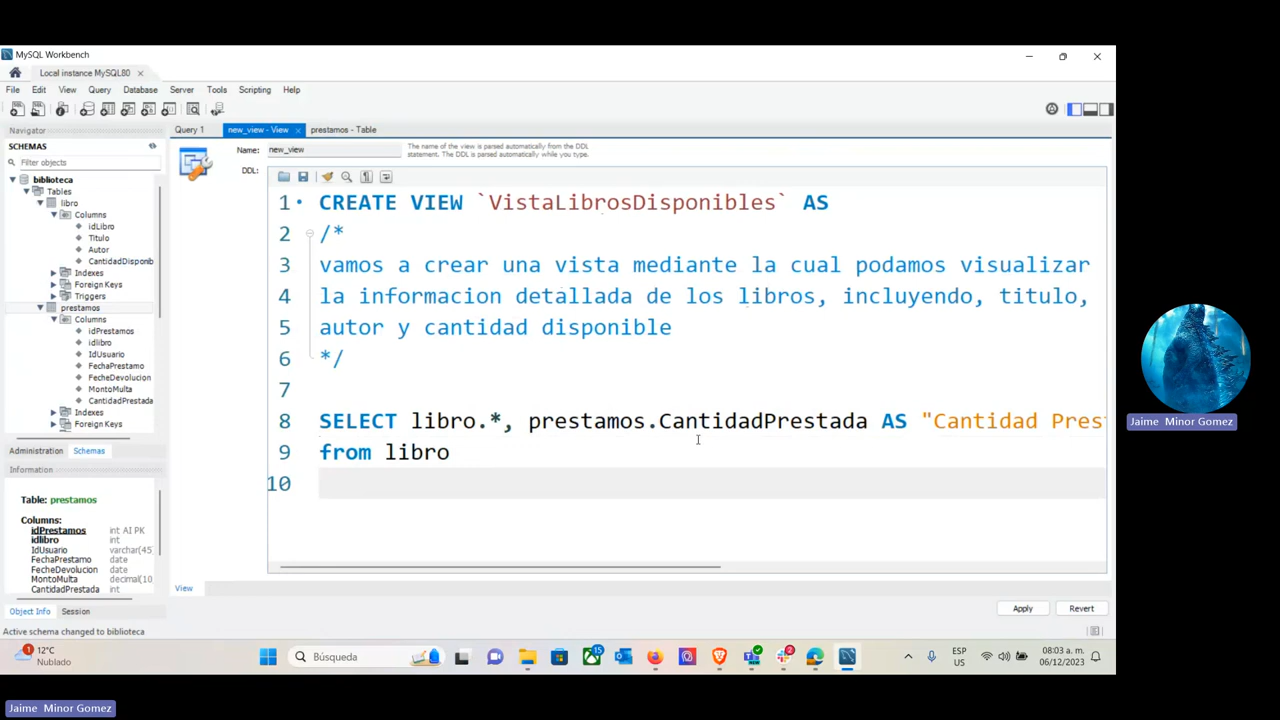 MySQL Workbench
Local instance MySQL80
File Edit View Query Database Server Tools Scripting Help
Navigator
SCHEMAS
Filter objects
biblioteca
Tables
libro
Columns
idLibro
Titulo
Autor
CantidadDisponib
Indexes
Foreign Keys
Triggers
prestamos
Columns
idPrestamos
idlibro
IdUsuario
FechaPrestamo
FecheDevolucion
MontoMulta
CantidadPrestada
Indexes
Foreign Keys
Administration Schemas
Information
Table: prestamos
Columns:
idPrestamos int AI PK
idlibro int
IdUsuario varchar(45)
FechaPrestamo date
FecheDevolucion date
MontoMulta decimal(10,
CantidadPrestada int
Object Info Session
Active schema changed to biblioteca
Query 1 new_view - View prestamos - Table
Name: new_view
The name of the view is parsed automatically from the DDL
statement. The DDL is parsed automatically while you type.
DDL:
1 CREATE VIEW `VistaLibrosDisponibles` AS
2 /*
3 vamos a crear una vista mediante la cual podamos visualizar
4 la informacion detallada de los libros, incluyendo, titulo,
5 autor y cantidad disponible
6 */
7
8 SELECT libro.*, prestamos.CantidadPrestada AS "Cantidad Pres
9 from libro
10
View
Apply Revert
1
12°C
Nublado
Búsqueda
15
2
ESP
US
08:03 a. m.
06/12/2023
Jaime Minor Gomez
Jaime Minor Gomez